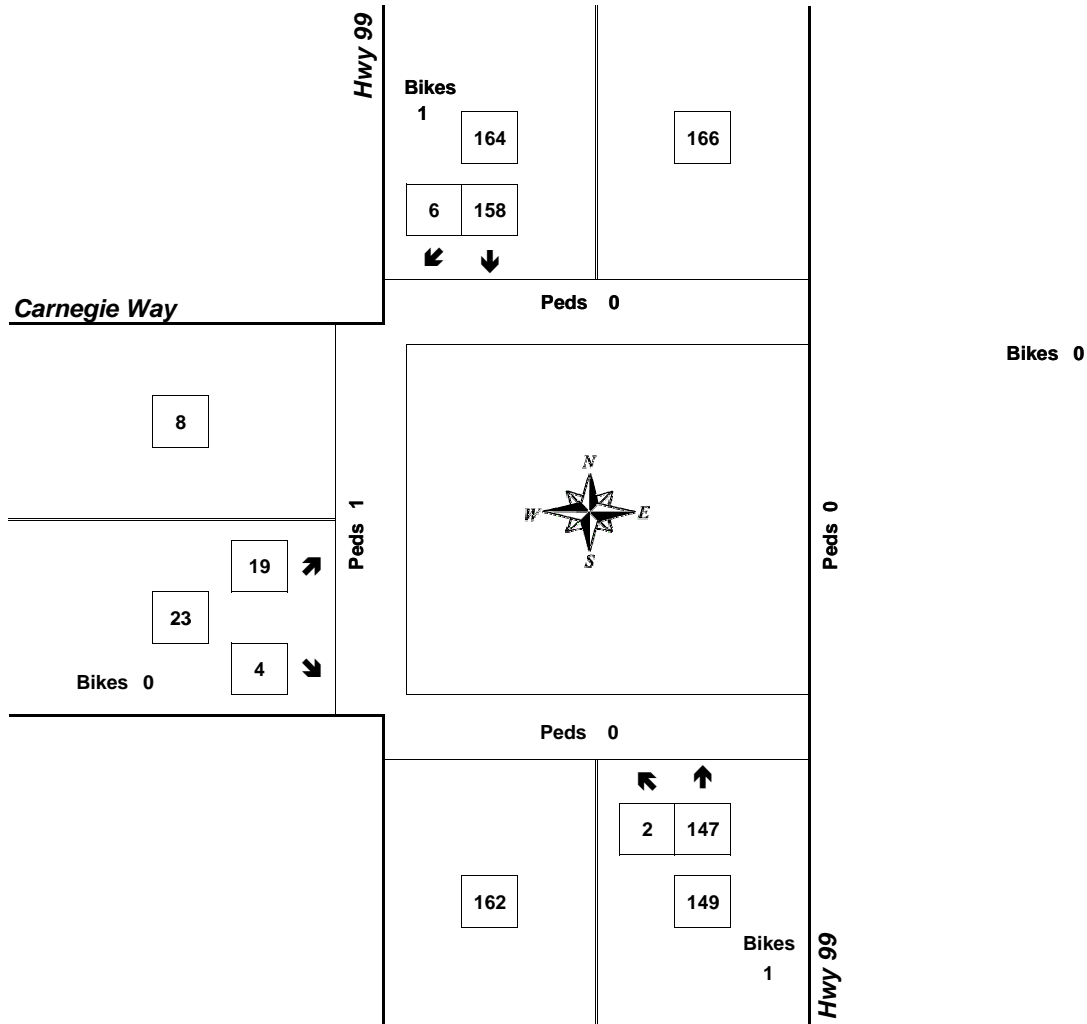 Hwy 99
Bikes
1
164
166
6 158
Carnegie Way
Peds 0
Bikes 0
8
N
W E
S
Peds 1
Peds 0
19
23
4
Bikes 0
Peds 0
2 147
162
149
Bikes
1
Hwy 99